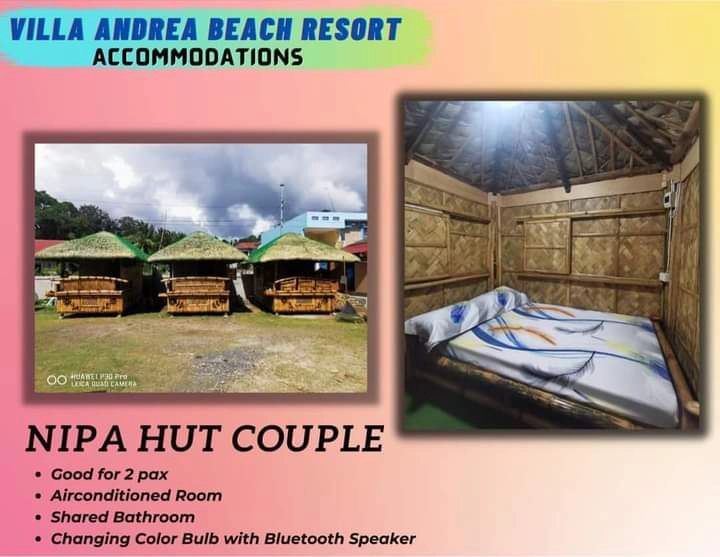 VILLA ANDREA BEACH RESORT
ACCOMMODATIONS
HUAWEI P30 Pro
LEICA QUAD CAMERA
NIPA HUT COUPLE
• Good for 2 pax
• Airconditioned Room
• Shared Bathroom
• Changing Color Bulb with Bluetooth Speaker